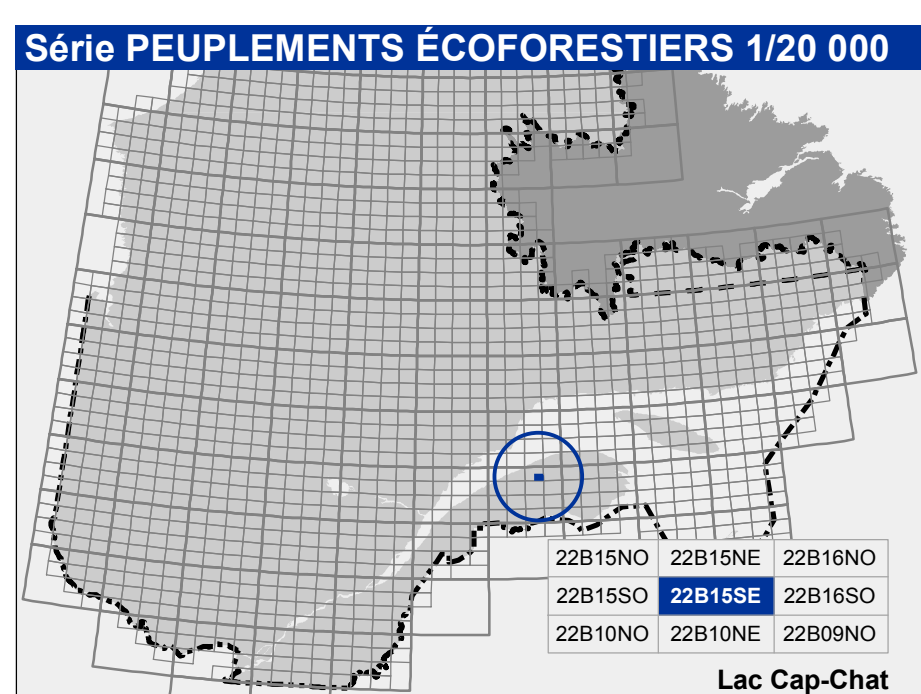 Série PEUPLEMENTS ÉCOFORESTIERS 1/20 000
22B15NO 22B15NE 22B16NO
22B15SO 22B15SE 22B16SO
22B10NO 22B10NE 22B09NO
Lac Cap-Chat